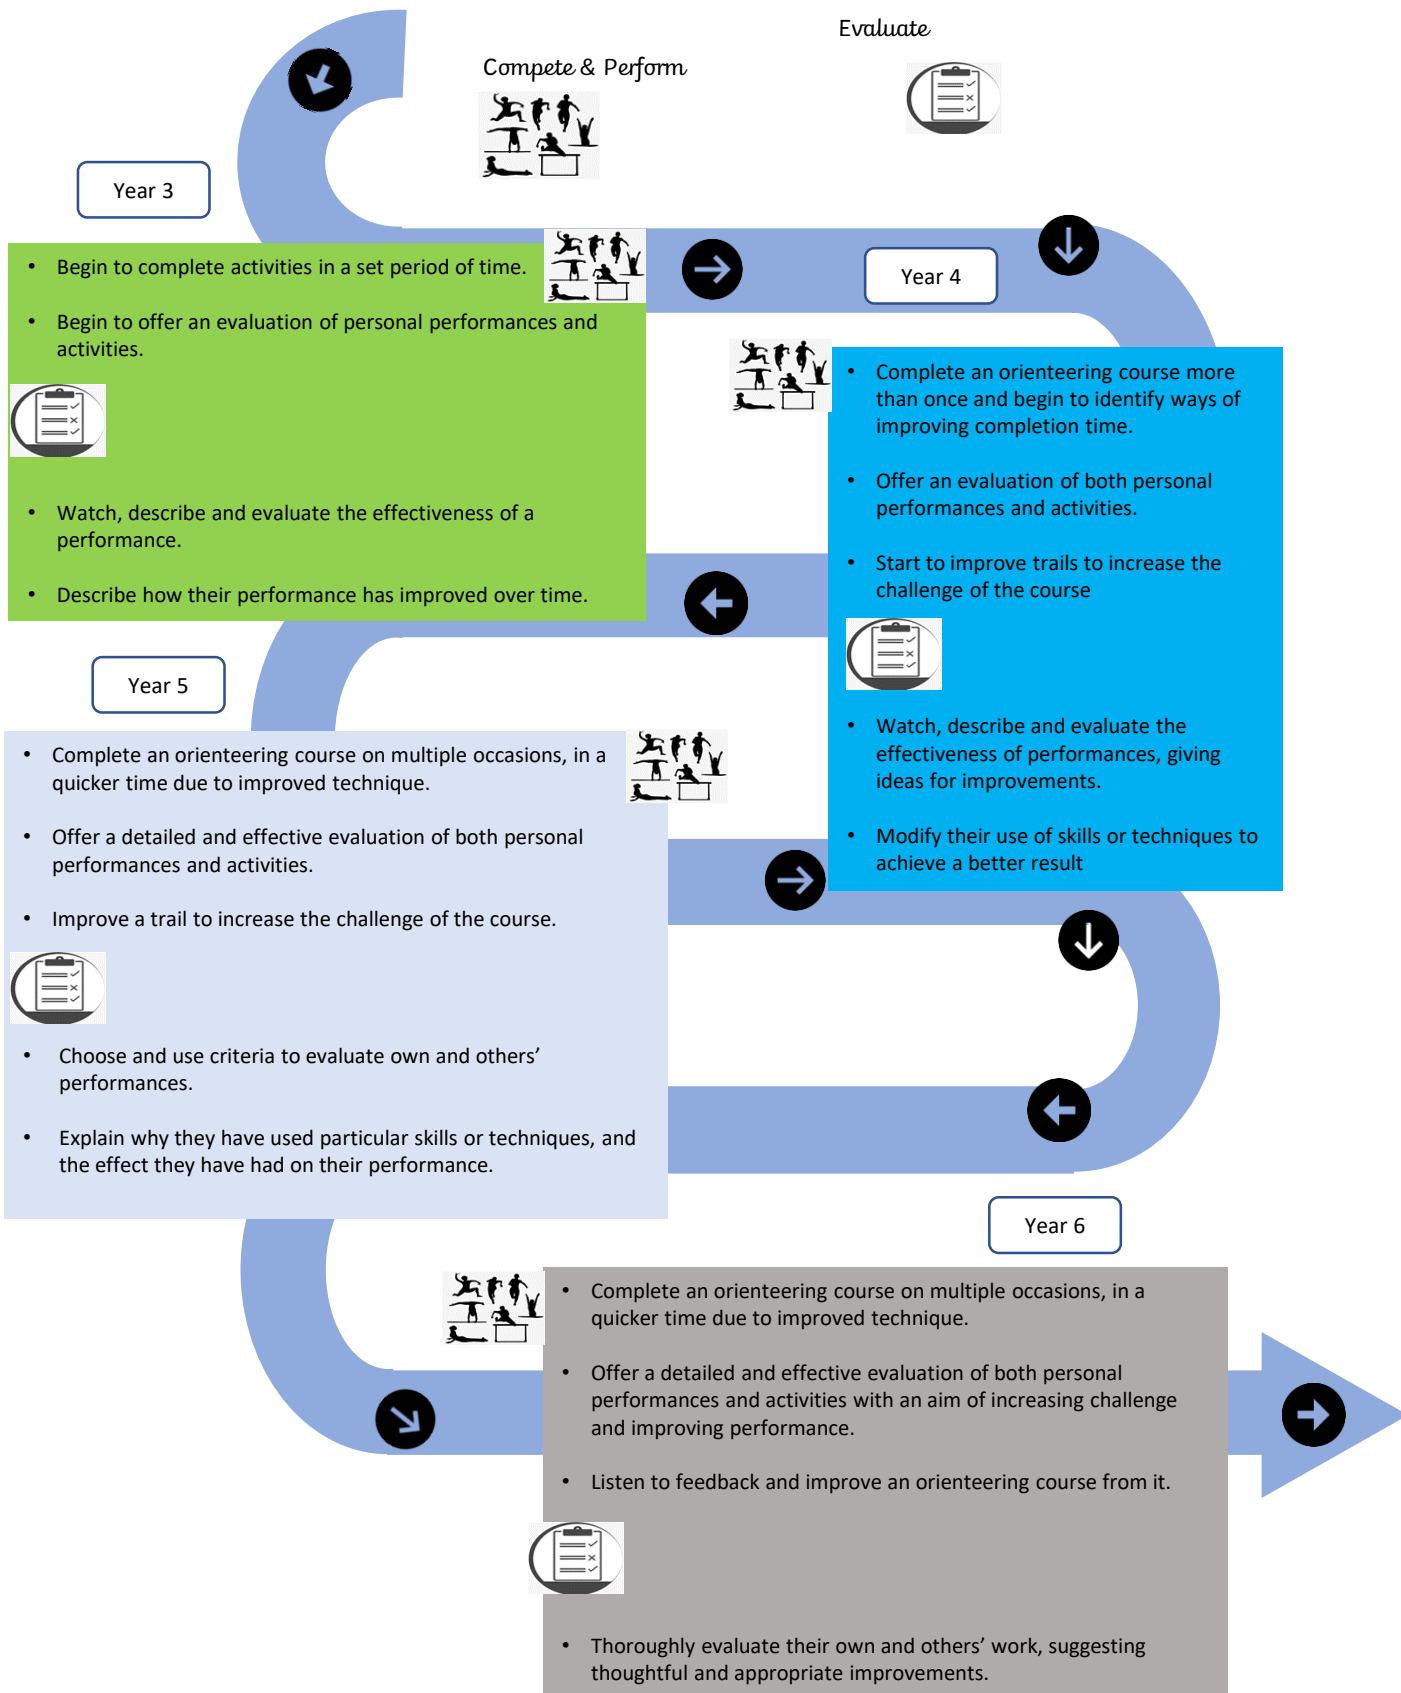 Evaluate
Compete & Perform
Year 3
• Begin to complete activities in a set period of time.
• Begin to offer an evaluation of personal performances and
activities.
• Watch, describe and evaluate the effectiveness of a
performance.
• Describe how their performance has improved over time.
Year 4
• Complete an orienteering course more
than once and begin to identify ways of
improving completion time.
• Offer an evaluation of both personal
performances and activities.
• Start to improve trails to increase the
challenge of the course
• Watch, describe and evaluate the
effectiveness of performances, giving
ideas for improvements.
• Modify their use of skills or techniques to
achieve a better result
Year 5
• Complete an orienteering course on multiple occasions, in a
quicker time due to improved technique.
• Offer a detailed and effective evaluation of both personal
performances and activities.
• Improve a trail to increase the challenge of the course.
• Choose and use criteria to evaluate own and others’
performances.
• Explain why they have used particular skills or techniques, and
the effect they have had on their performance.
Year 6
• Complete an orienteering course on multiple occasions, in a
quicker time due to improved technique.
• Offer a detailed and effective evaluation of both personal
performances and activities with an aim of increasing challenge
and improving performance.
• Listen to feedback and improve an orienteering course from it.
• Thoroughly evaluate their own and others’ work, suggesting
thoughtful and appropriate improvements.